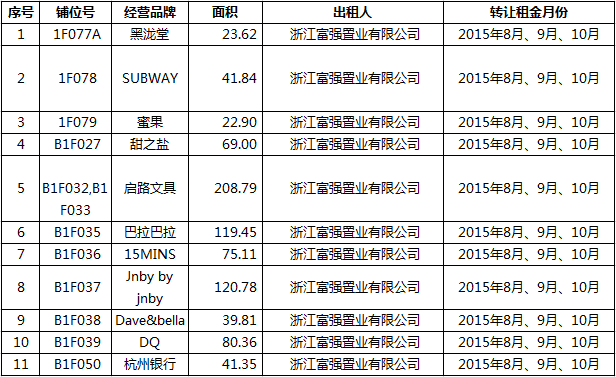 序号 铺位号 经营品牌 面积 出租人 转让租金月份
1 1F077A 黑泷堂 23.62 浙江富强置业有限公司 2015年8月、9月、10月
2 1F078 SUBWAY 41.84 浙江富强置业有限公司 2015年8月、9月、10月
3 1F079 蜜果 22.90 浙江富强置业有限公司 2015年8月、9月、10月
4 B1F027 甜之盐 69.00 浙江富强置业有限公司 2015年8月、9月、10月
5 B1F032,B1 启路文具 208.79 浙江富强置业有限公司 2015年8月、9月、10月
F033
6 B1F035 巴拉巴拉 119.45 浙江富强置业有限公司 2015年8月、9月、10月
7 B1F036 15MINS 75.11 浙江富强置业有限公司 2015年8月、9月、10月
8 B1F037 Jnby by 120.78 浙江富强置业有限公司 2015年8月、9月、10月
jnby
9 B1F038 Dave&bella 39.81 浙江富强置业有限公司 2015年8月、9月、10月
10 B1F039 DQ 80.36 浙江富强置业有限公司 2015年8月、9月、10月
11 B1F050 杭州银行 41.35 浙江富强置业有限公司 2015年8月、9月、10月